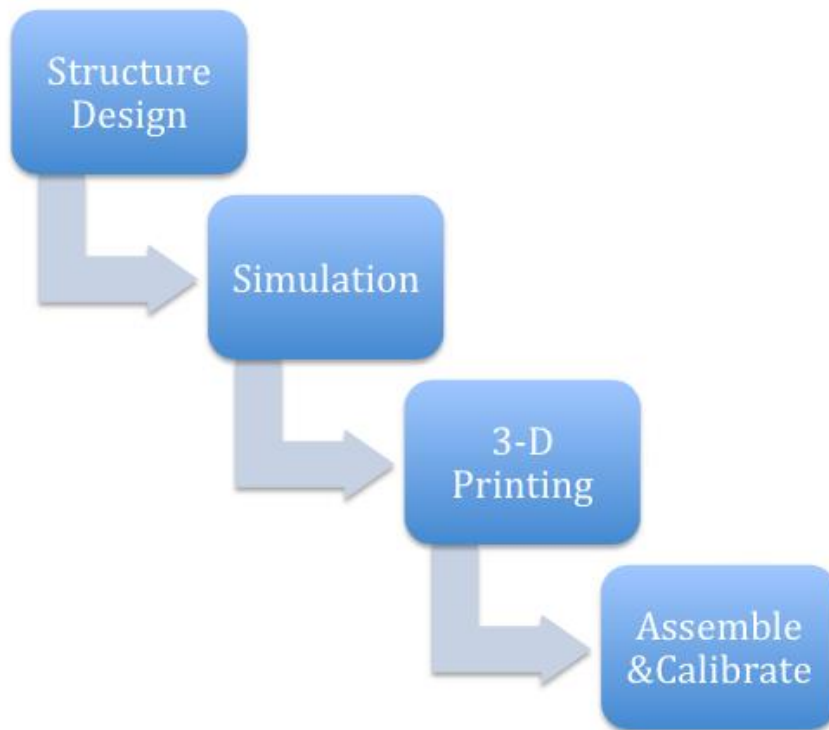 Structure
Design
Simulation
3-D
Printing
Assemble
&Calibrate